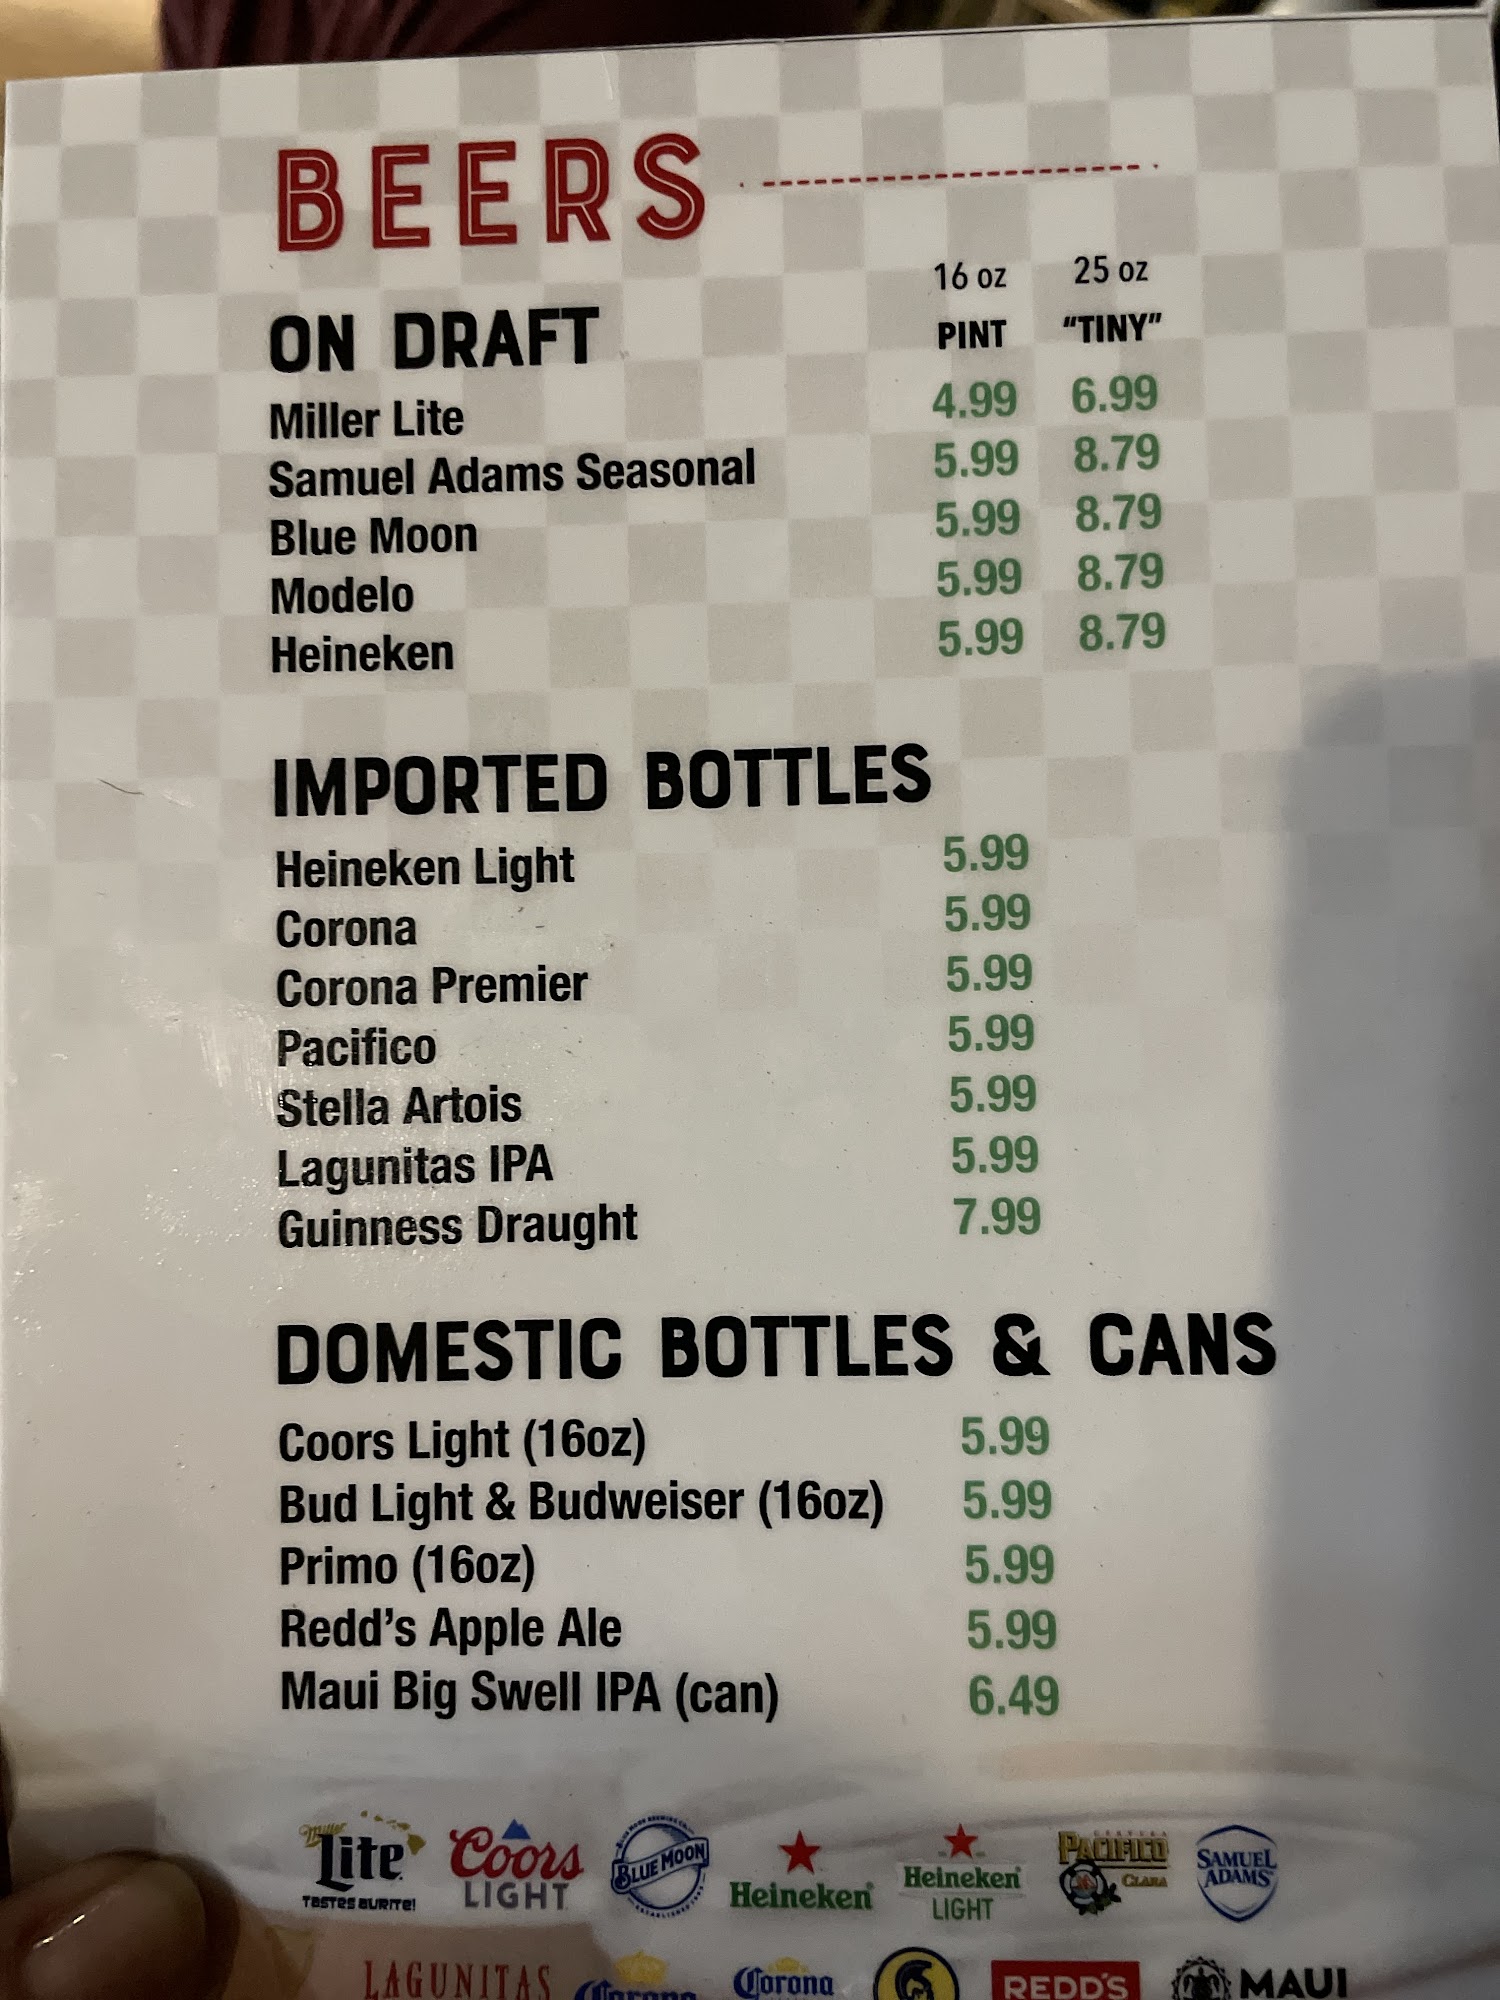 BEERS
16 oz 25 oz
ON DRAFT PINT “TINY”
Miller Lite 4.99 6.99
Samuel Adams Seasonal 5.99 8.79
Blue Moon 5.99 8.79
Modelo 5.99 8.79
Heineken 5.99 8.79
IMPORTED BOTTLES
Heineken Light 5.99
Corona 5.99
Corona Premier 5.99
Pacifico 5.99
Stella Artois 5.99
Lagunitas IPA 5.99
Guinness Draught 7.99
DOMESTIC BOTTLES & CANS
Coors Light (16oz) 5.99
Bud Light & Budweiser (16oz) 5.99
Primo (16oz) 5.99
Redd’s Apple Ale 5.99
Maui Big Swell IPA (can) 6.49
Miller Lite
Coors LIGHT
BLUE MOON
Heineken
Heineken LIGHT
PACIFICO CLARA
SAMUEL ADAMS
LAGUNITAS Corona Corona REDD'S MAUI